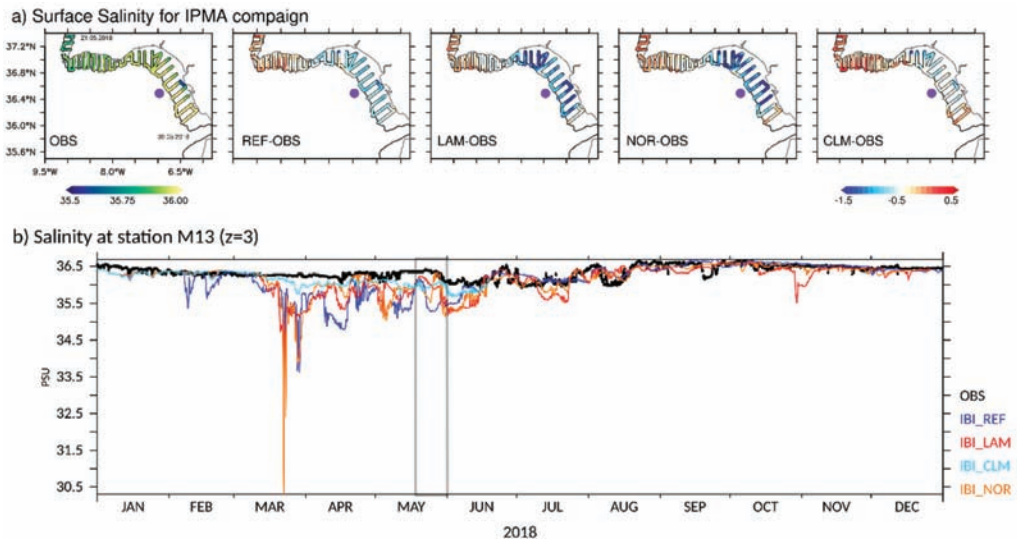 a) Surface Salinity for IPMA compaign
37.2°N
36.8°N
36.4°N
36.0°N
35.6°N
21.05.2018
OBS
REF-OBS
LAM-OBS
NOR-OBS
CLM-OBS
9.5°W 8.0°W 6.5°W
35.5 35.75 36.00
-1.5 -0.5 0.5
b) Salinity at station M13 (z=3)
36.5
35.5
34.5
33.5
32.5
31.5
30.5
PSU
OBS
IBI_REF
IBI_LAM
IBI_CLM
IBI_NOR
JAN FEB MAR APR MAY JUN JUL AUG SEP OCT NOV DEC
2018